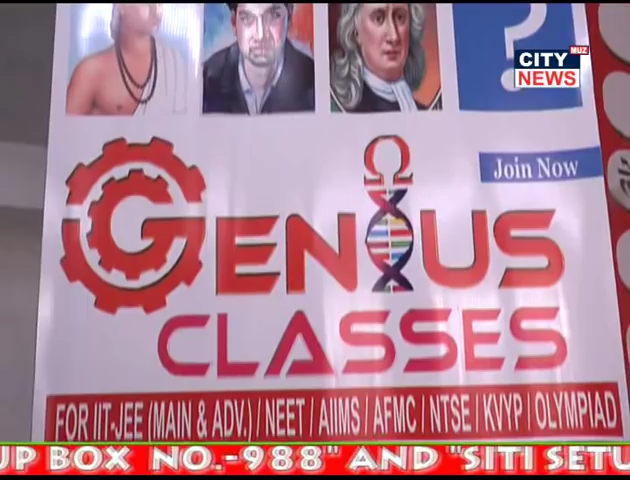 CITY MUZ
NEWS
Join Now
GENIUS
CLASSES
FOR IIT-JEE (MAIN & ADV.) / NEET / AIIMS / AFMC / NTSE / KVYP / OLYMPIAD
UP BOX NO.-988" AND "SITI SETU